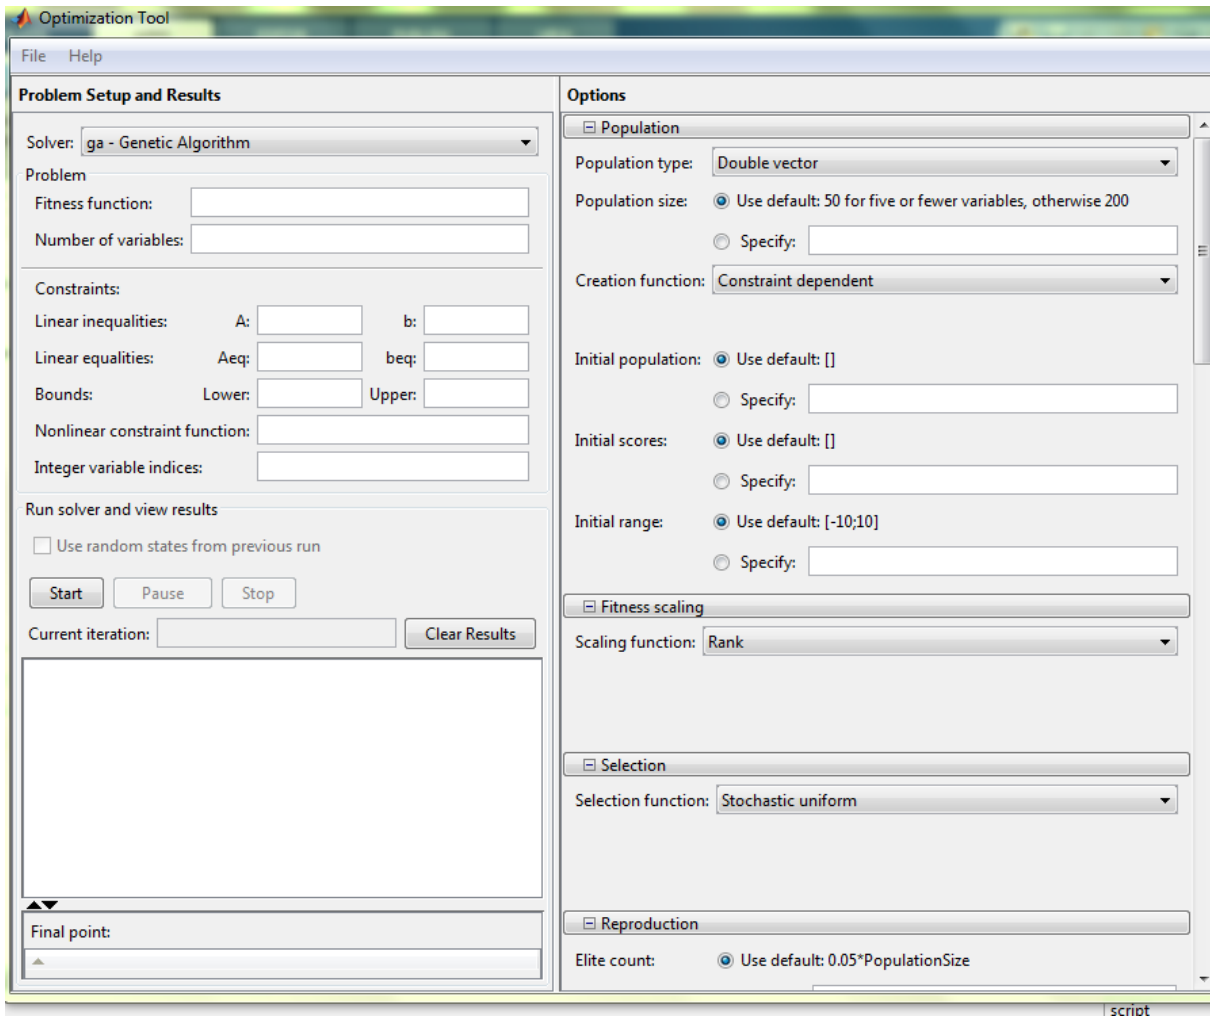 Optimization Tool
File Help
Problem Setup and Results
Solver: ga - Genetic Algorithm
Problem
Fitness function:
Number of variables:
Constraints:
Linear inequalities: A: b:
Linear equalities: Aeq: beq:
Bounds: Lower: Upper:
Nonlinear constraint function:
Integer variable indices:
Run solver and view results
Use random states from previous run
Start Pause Stop
Current iteration: Clear Results
Final point:
Options
Population
Population type: Double vector
Population size: Use default: 50 for five or fewer variables, otherwise 200
Specify:
Creation function: Constraint dependent
Initial population: Use default: []
Specify:
Initial scores: Use default: []
Specify:
Initial range: Use default: [-10;10]
Specify:
Fitness scaling
Scaling function: Rank
Selection
Selection function: Stochastic uniform
Reproduction
Elite count: Use default: 0.05*PopulationSize
script